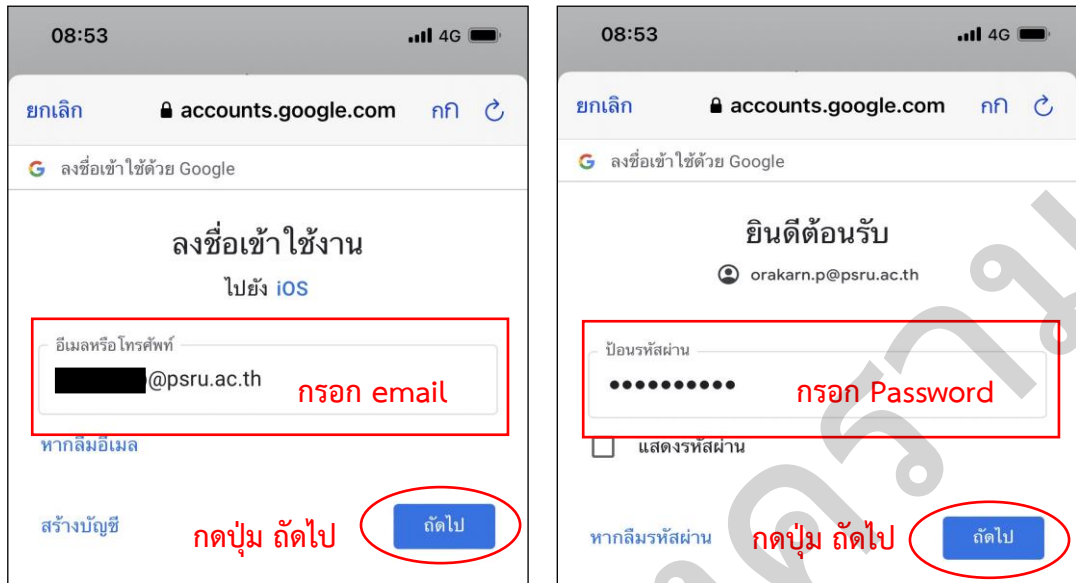 08:53
4G
ยกเลิก accounts.google.com กก
G ลงชื่อเข้าใช้ด้วย Google
ลงชื่อเข้าใช้งาน
ไปยัง iOS
อีเมลหรือโทรศัพท์
@psru.ac.th
กรอก email
หากลืมอีเมล
สร้างบัญชี
กดปุ่ม ถัดไป
ถัดไป
08:53
4G
ยกเลิก accounts.google.com กก
G ลงชื่อเข้าใช้ด้วย Google
ยินดีต้อนรับ
orakarn.p@psru.ac.th
ป้อนรหัสผ่าน
กรอก Password
แสดงรหัสผ่าน
หากลืมรหัสผ่าน
กดปุ่ม ถัดไป
ถัดไป